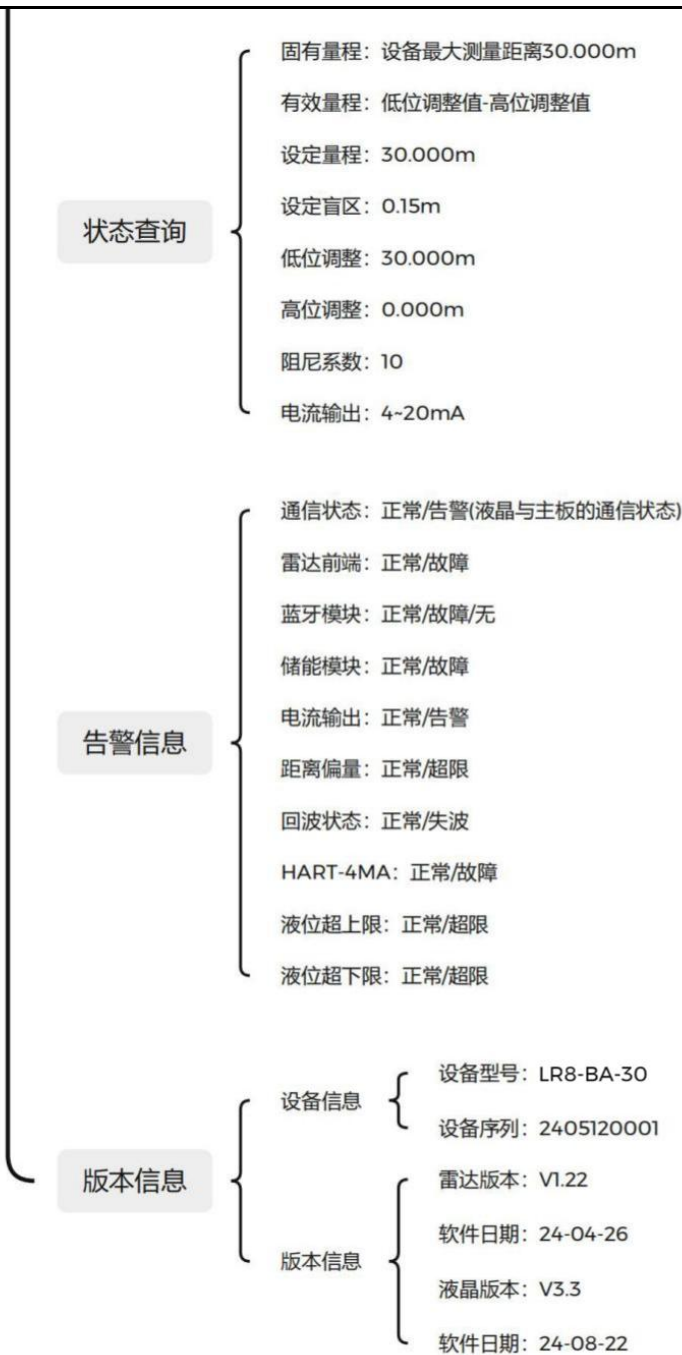 状态查询
固有量程：设备最大测量距离30.000m
有效量程：低位调整值-高位调整值
设定量程：30.000m
设定盲区：0.15m
低位调整：30.000m
高位调整：0.000m
阻尼系数：10
电流输出：4~20mA
告警信息
通信状态：正常/告警(液晶与主板的通信状态)
雷达前端：正常/故障
蓝牙模块：正常/故障/无
储能模块：正常/故障
电流输出：正常/告警
距离偏量：正常/超限
回波状态：正常/失波
HART-4MA：正常/故障
液位超上限：正常/超限
液位超下限：正常/超限
版本信息
设备信息
设备型号：LR8-BA-30
设备序列：2405120001
版本信息
雷达版本：V1.22
软件日期：24-04-26
液晶版本：V3.3
软件日期：24-08-22